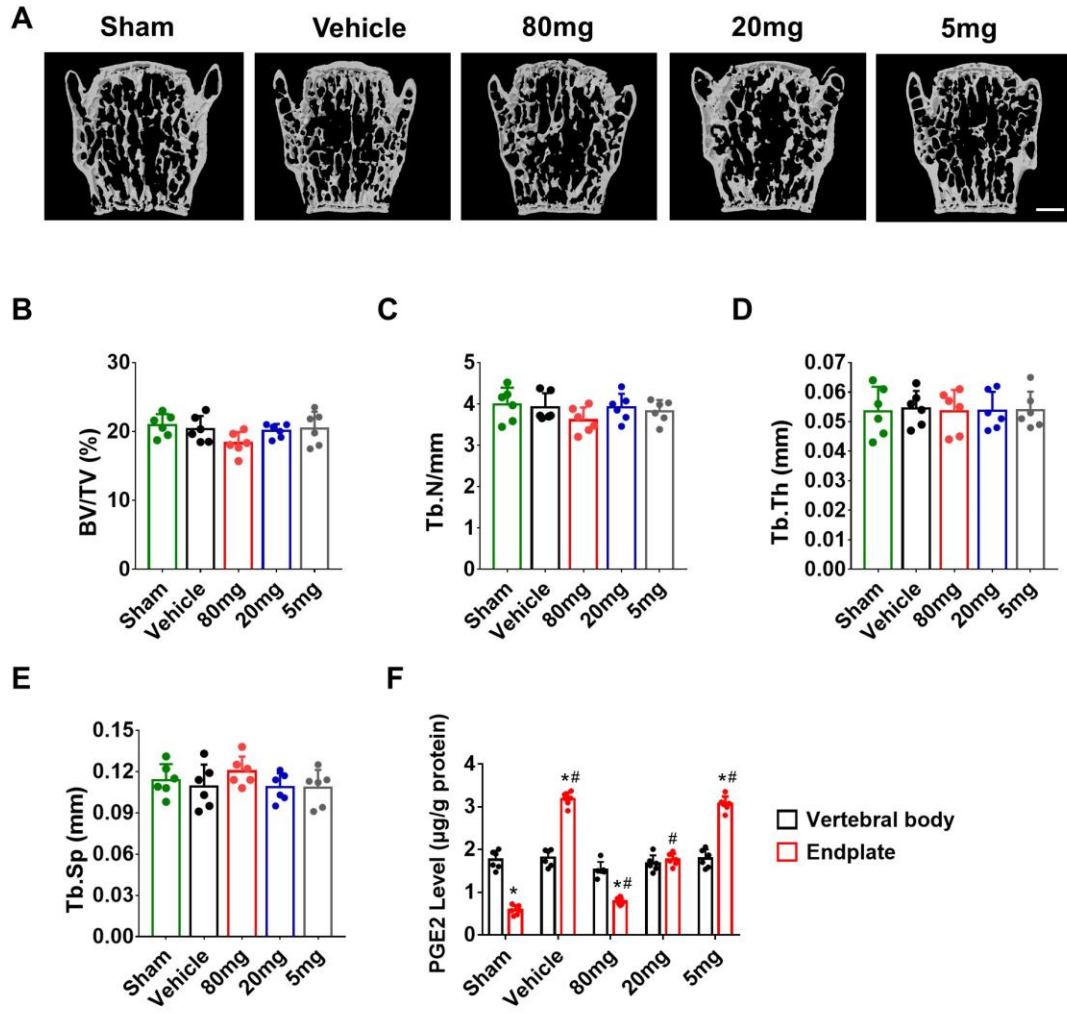 A
Sham Vehicle 80mg 20mg 5mg
B
BV/TV (%)
30
20
10
0
Sham Vehicle 80mg 20mg 5mg
C
Tb.N/mm
5
4
3
2
1
0
Sham Vehicle 80mg 20mg 5mg
D
Tb.Th (mm)
0.07
0.06
0.05
0.04
0.03
0.02
0.01
0.00
Sham Vehicle 80mg 20mg 5mg
E
Tb.Sp (mm)
0.15
0.12
0.09
0.06
0.03
0.00
Sham Vehicle 80mg 20mg 5mg
F
PGE2 Level (μg/g protein)
4
3
2
1
0
* *# *# # *#
Sham Vehicle 80mg 20mg 5mg
Vertebral body
Endplate